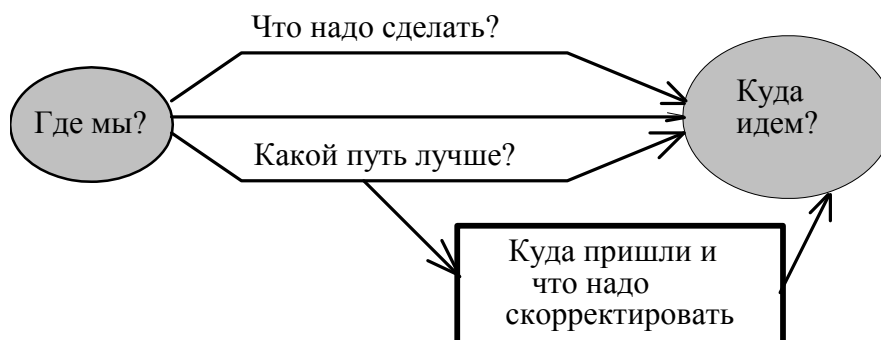 Что надо сделать?
Где мы?
Куда
идем?
Какой путь лучше?
Куда пришли и
что надо
скорректировать